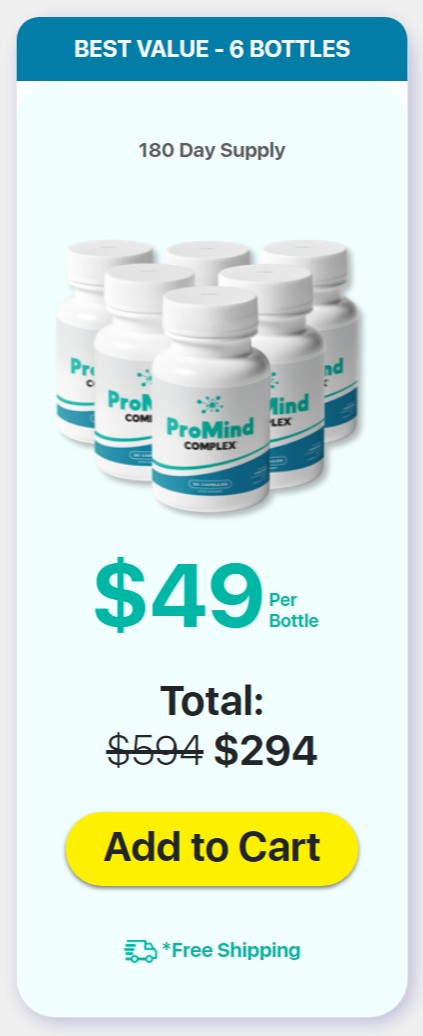 BEST VALUE - 6 BOTTLES
180 Day Supply
ProMind
COMPLEX
$49 Per
Bottle
Total:
$594 $294
Add to Cart
*Free Shipping